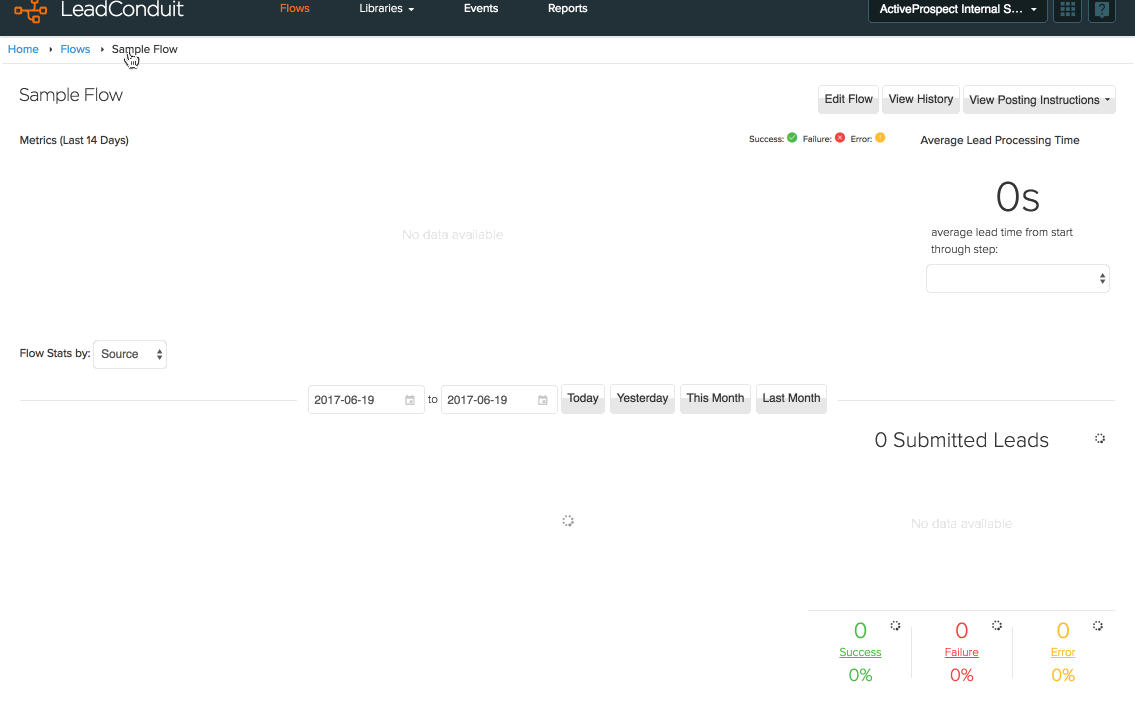 LeadConduit
Flows Libraries Events Reports ActiveProspect Internal S...
Home Flows Sample Flow
Sample Flow
Edit Flow View History View Posting Instructions
Metrics (Last 14 Days)
Success: Failure: Error:
Average Lead Processing Time
No data available
0s
average lead time from start
through step:
Flow Stats by: Source
2017-06-19 to 2017-06-19 Today Yesterday This Month Last Month
0 Submitted Leads
No data available
0 0 0
Success Failure Error
0% 0% 0%